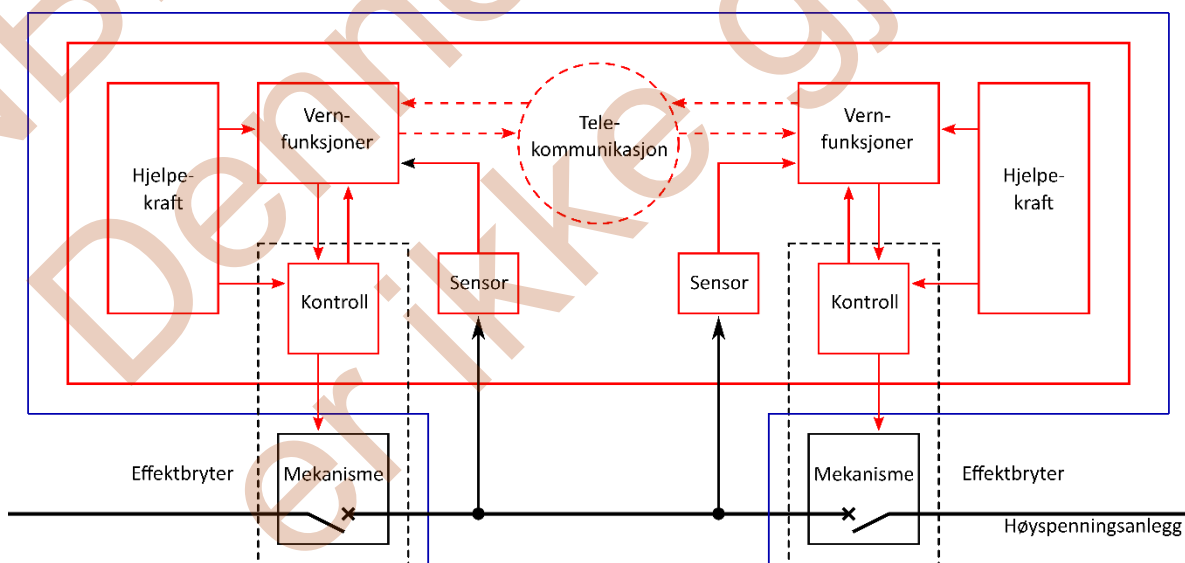 Denne
er ikke gj
Hjelpe-
kraft
Vern-
funksjoner
Tele-
kommunikasjon
Vern-
funksjoner
Hjelpe-
kraft
Kontroll
Sensor
Sensor
Kontroll
Effektbryter
Mekanisme
Mekanisme
Effektbryter
Høyspenningsanlegg